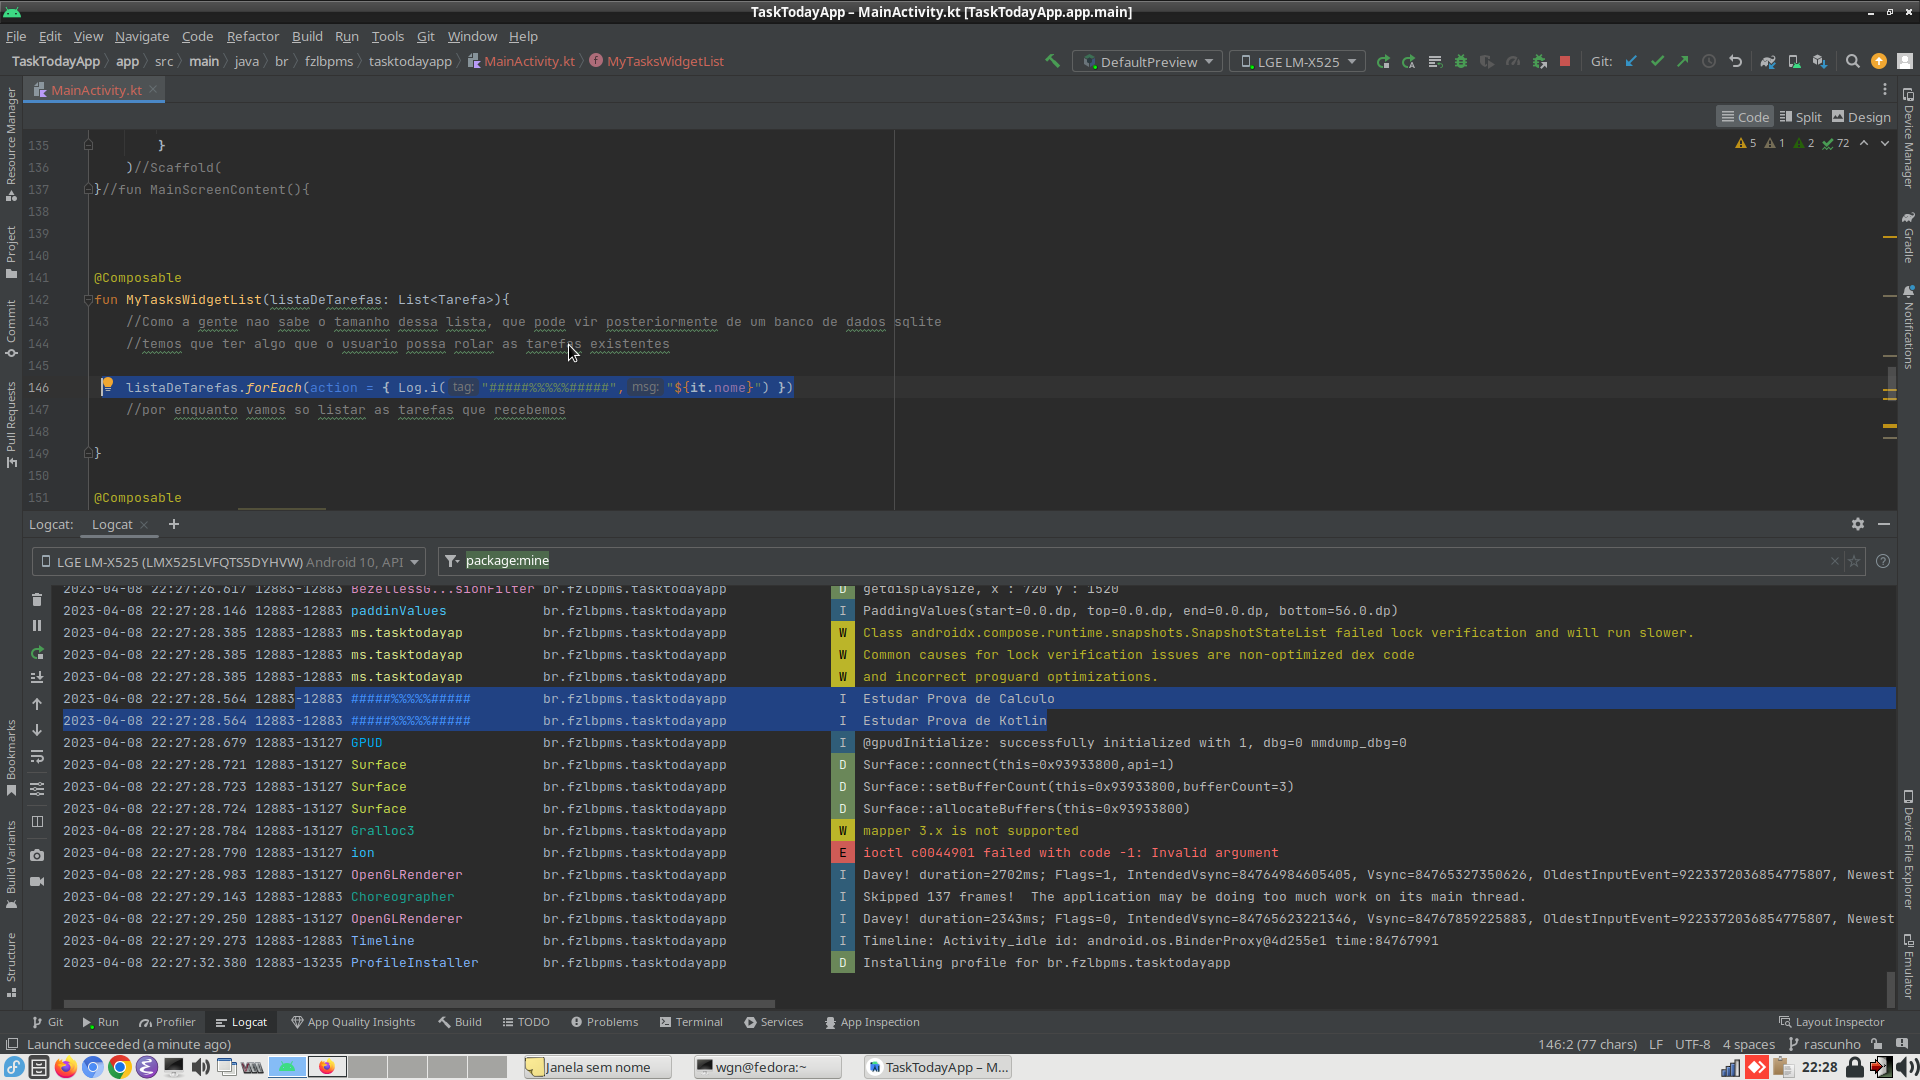 TaskTodayApp – MainActivity.kt [TaskTodayApp.app.main]
File Edit View Navigate Code Refactor Build Run Tools Git Window Help
TaskTodayApp app src main java br fzlbpms tasktodayapp MainActivity.kt MyTasksWidgetList DefaultPreview LGE LM-X525 Git:
MainActivity.kt
Code Split Design
5 1 2 72
135 }
136 )//Scaffold(
137 }//fun MainScreenContent(){
138
139
140
141 @Composable
142 fun MyTasksWidgetList(listaDeTarefas: List<Tarefa>){
143 //Como a gente nao sabe o tamanho dessa lista, que pode vir posteriormente de um banco de dados sqlite
144 //temos que ter algo que o usuario possa rolar as tarefas existentes
145
146 listaDeTarefas.forEach(action = { Log.i( tag: "#####%%%%%#####", msg: "${it.nome}") })
147 //por enquanto vamos so listar as tarefas que recebemos
148
149 }
150
151 @Composable
Logcat: Logcat
LGE LM-X525 (LMX525LVFQTS5DYHVW) Android 10, API package:mine
2023-04-08 22:27:26.617 12883-12883 BezellessG...sionFilter br.fzlbpms.tasktodayapp D getdisplaysize, x : 720 y : 1520
2023-04-08 22:27:28.146 12883-12883 paddinValues br.fzlbpms.tasktodayapp I PaddingValues(start=0.0.dp, top=0.0.dp, end=0.0.dp, bottom=56.0.dp)
2023-04-08 22:27:28.385 12883-12883 ms.tasktodayap br.fzlbpms.tasktodayapp W Class androidx.compose.runtime.snapshots.SnapshotStateList failed lock verification and will run slower.
2023-04-08 22:27:28.385 12883-12883 ms.tasktodayap br.fzlbpms.tasktodayapp W Common causes for lock verification issues are non-optimized dex code
2023-04-08 22:27:28.385 12883-12883 ms.tasktodayap br.fzlbpms.tasktodayapp W and incorrect proguard optimizations.
2023-04-08 22:27:28.564 12883-12883 #####%%%%%##### br.fzlbpms.tasktodayapp I Estudar Prova de Calculo
2023-04-08 22:27:28.564 12883-12883 #####%%%%%##### br.fzlbpms.tasktodayapp I Estudar Prova de Kotlin
2023-04-08 22:27:28.679 12883-13127 GPUD br.fzlbpms.tasktodayapp I @gpudInitialize: successfully initialized with 1, dbg=0 mmdump_dbg=0
2023-04-08 22:27:28.721 12883-13127 Surface br.fzlbpms.tasktodayapp D Surface::connect(this=0x93933800,api=1)
2023-04-08 22:27:28.723 12883-13127 Surface br.fzlbpms.tasktodayapp D Surface::setBufferCount(this=0x93933800,bufferCount=3)
2023-04-08 22:27:28.724 12883-13127 Surface br.fzlbpms.tasktodayapp D Surface::allocateBuffers(this=0x93933800)
2023-04-08 22:27:28.784 12883-13127 Gralloc3 br.fzlbpms.tasktodayapp W mapper 3.x is not supported
2023-04-08 22:27:28.790 12883-13127 ion br.fzlbpms.tasktodayapp E ioctl c0044901 failed with code -1: Invalid argument
2023-04-08 22:27:28.983 12883-13127 OpenGLRenderer br.fzlbpms.tasktodayapp I Davey! duration=2702ms; Flags=1, IntendedVsync=84764984605405, Vsync=84765327350626, OldestInputEvent=9223372036854775807, Newest
2023-04-08 22:27:29.143 12883-12883 Choreographer br.fzlbpms.tasktodayapp I Skipped 137 frames!  The application may be doing too much work on its main thread.
2023-04-08 22:27:29.250 12883-13127 OpenGLRenderer br.fzlbpms.tasktodayapp I Davey! duration=2343ms; Flags=0, IntendedVsync=84765623221346, Vsync=84767859225883, OldestInputEvent=9223372036854775807, Newest
2023-04-08 22:27:29.273 12883-12883 Timeline br.fzlbpms.tasktodayapp I Timeline: Activity_idle id: android.os.BinderProxy@4d255e1 time:84767991
2023-04-08 22:27:32.380 12883-13235 ProfileInstaller br.fzlbpms.tasktodayapp D Installing profile for br.fzlbpms.tasktodayapp
Resource Manager
Project
Commit
Pull Requests
Bookmarks
Build Variants
Structure
Device Manager
Gradle
Notifications
Device File Explorer
Emulator
Git Run Profiler Logcat App Quality Insights Build TODO Problems Terminal Services App Inspection Layout Inspector
Launch succeeded (a minute ago) 146:2 (77 chars) LF UTF-8 4 spaces rascunho
Janela sem nome wgn@fedora:~ TaskTodayApp – M... 22:28